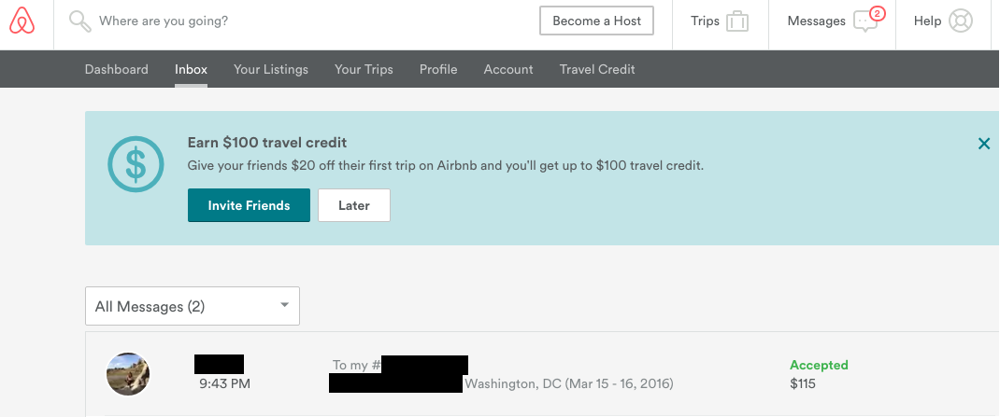 Where are you going?
Become a Host
Trips
Messages
2
Help
Dashboard
Inbox
Your Listings
Your Trips
Profile
Account
Travel Credit
Earn $100 travel credit
Give your friends $20 off their first trip on Airbnb and you'll get up to $100 travel credit.
Invite Friends
Later
All Messages (2)
9:43 PM
To my #
Washington, DC (Mar 15 - 16, 2016)
Accepted
$115